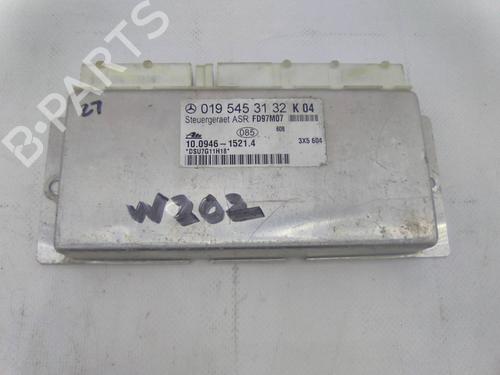 B-PARTS
27
019 545 31 32 K 04
Steuergeraet ASR FD97M07
085 608
Ate
10.0946-1521.4 3X5 604
*DSU7G11H18*
W202